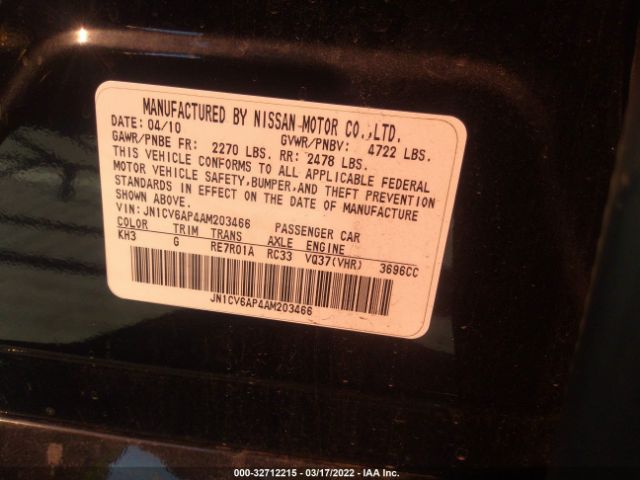 MANUFACTURED BY NISSAN MOTOR CO.,LTD.
DATE: 04/10 GVWR/PNBV: 4722 LBS.
GAWR/PNBE FR: 2270 LBS. RR: 2478 LBS.
THIS VEHICLE CONFORMS TO ALL APPLICABLE FEDERAL
MOTOR VEHICLE SAFETY,BUMPER,AND THEFT PREVENTION
STANDARDS IN EFFECT ON THE DATE OF MANUFACTURE
SHOWN ABOVE.
VIN: JN1CV6AP4AM203466 PASSENGER CAR
COLOR TRIM TRANS AXLE ENGINE
KH3 G RE7R01A RC33 VQ37(VHR) 3696CC
JN1CV6AP4AM203466
000-32712215 - 03/17/2022 - IAA Inc.